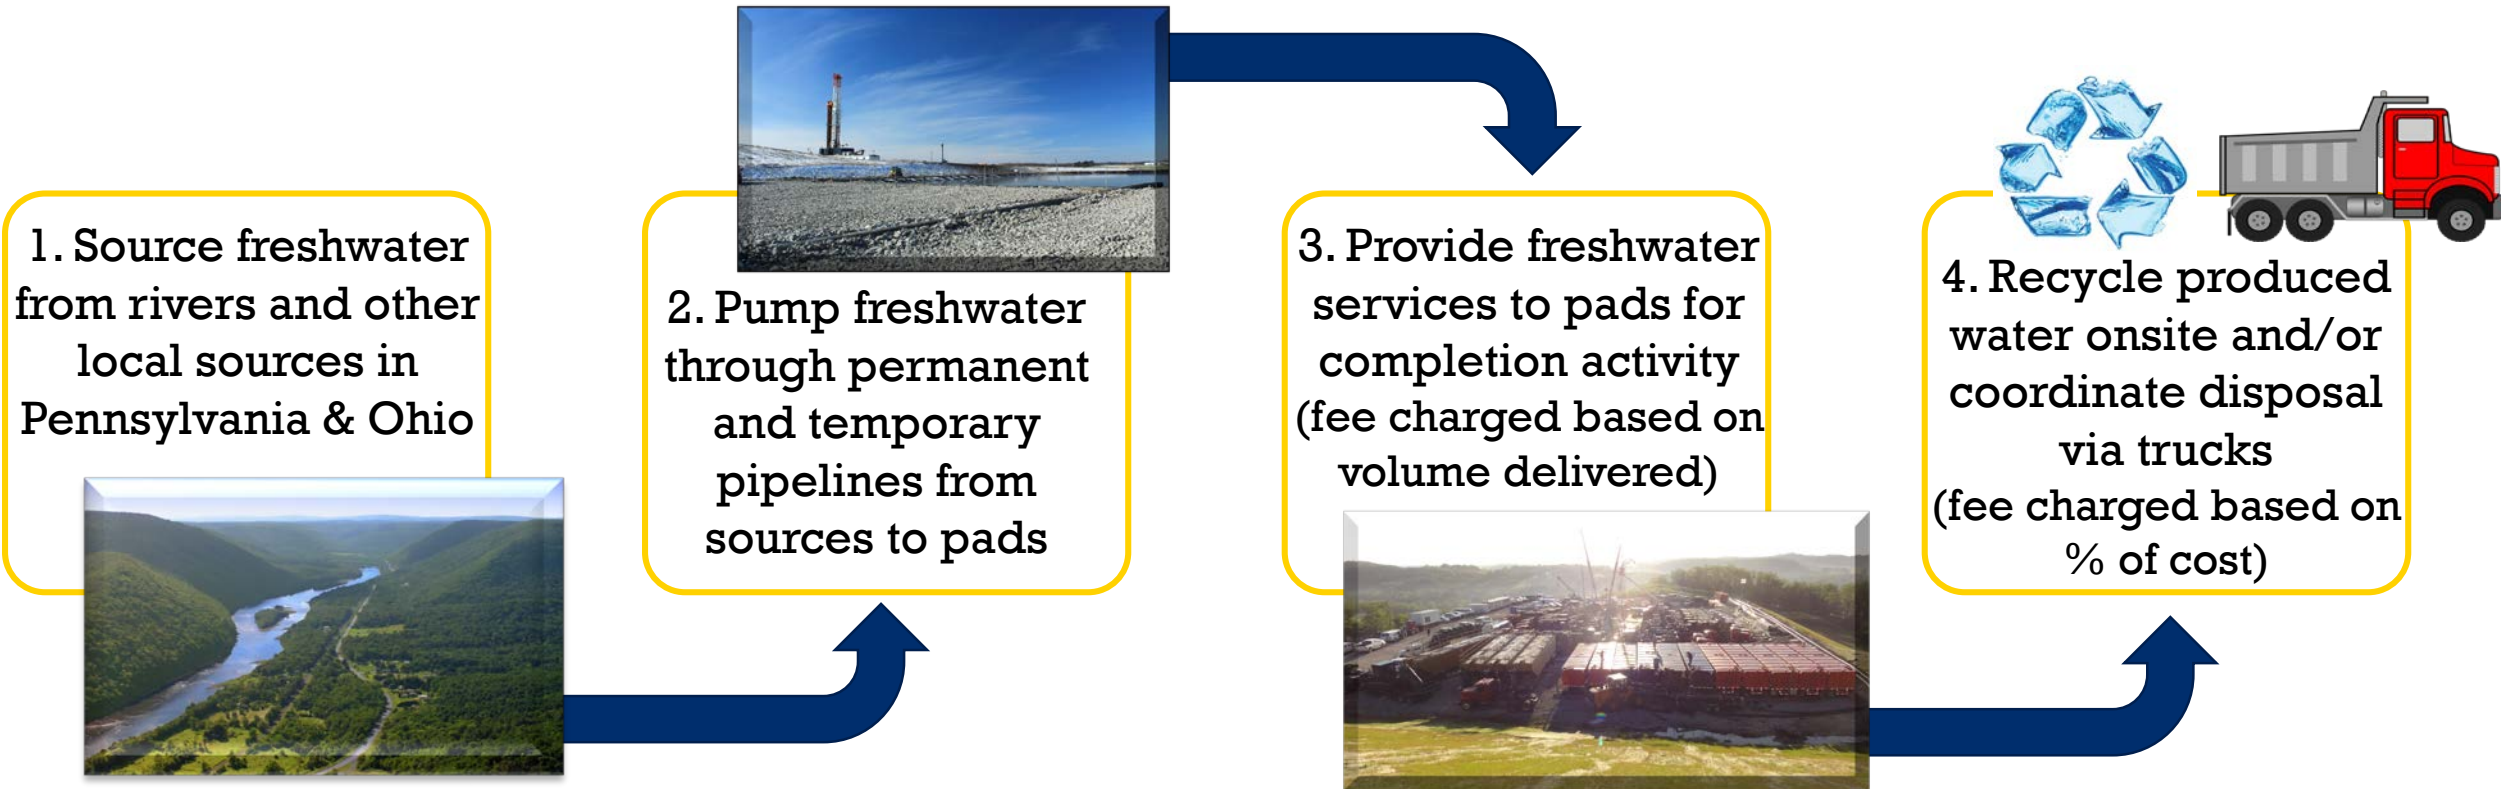 1. Source freshwater
from rivers and other
local sources in
Pennsylvania & Ohio
2. Pump freshwater
through permanent
and temporary
pipelines from
sources to pads
3. Provide freshwater
services to pads for
completion activity
(fee charged based on
volume delivered)
4. Recycle produced
water onsite and/or
coordinate disposal
via trucks
(fee charged based on
% of cost)